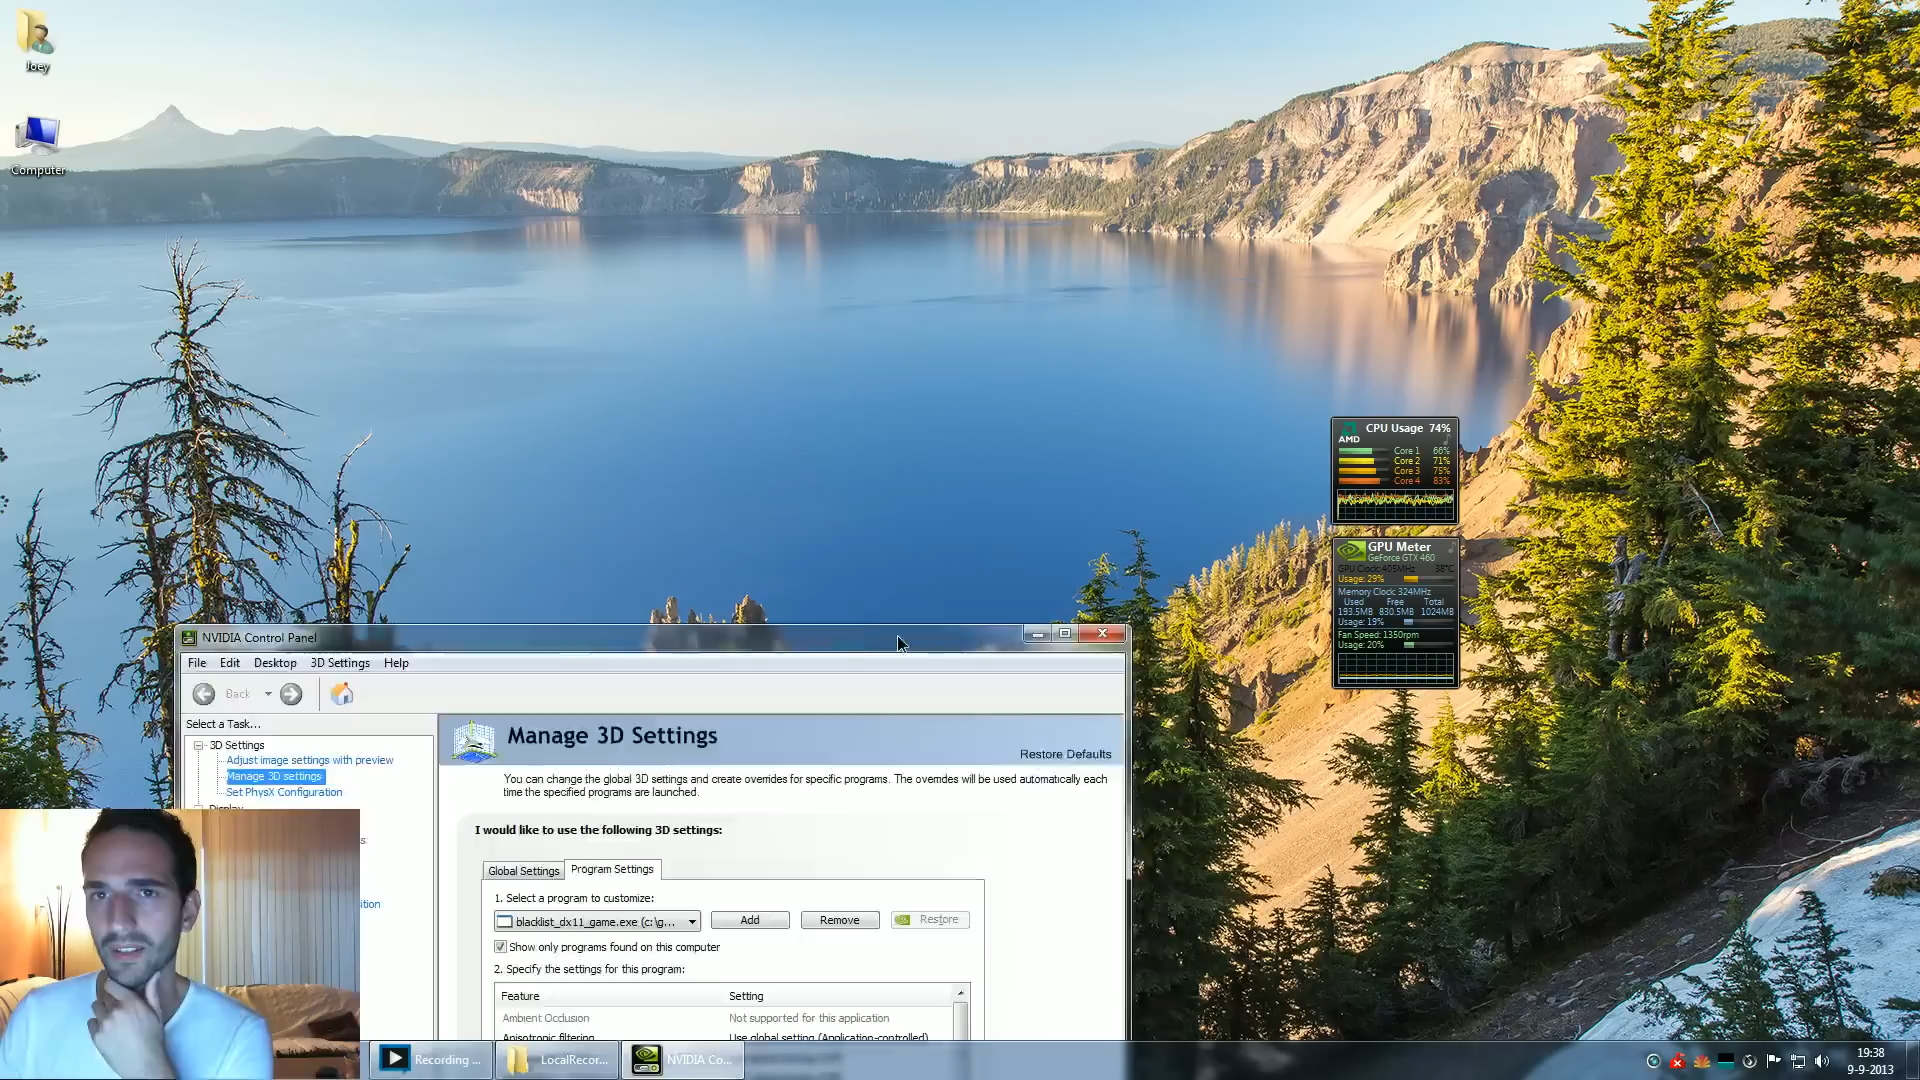 Joey
Computer
CPU Usage 74%
AMD
Core 1 66%
Core 2 71%
Core 3 75%
Core 4 83%
GPU Meter
GeForce GTX 460
GPU Clock: 405MHz 38°C
Usage: 29%
Memory Clock: 324MHz
Used Free Total
193.5MB 830.5MB 1024MB
Usage: 19%
Fan Speed: 1350rpm
Usage: 20%
NVIDIA Control Panel
File Edit Desktop 3D Settings Help
Back
Select a Task...
3D Settings
Adjust image settings with preview
Manage 3D settings
Set PhysX Configuration
Display
Manage 3D Settings
Restore Defaults
You can change the global 3D settings and create overrides for specific programs. The overrides will be used automatically each
time the specified programs are launched.
I would like to use the following 3D settings:
Global Settings Program Settings
1. Select a program to customize:
blacklist_dx11_game.exe (c:\g...
Add Remove Restore
Show only programs found on this computer
2. Specify the settings for this program:
Feature Setting
Ambient Occlusion Not supported for this application
Anisotropic filtering Use global setting (Application-controlled)
Recording ... LocalRecor... NVIDIA Co...
19:38
9-9-2013